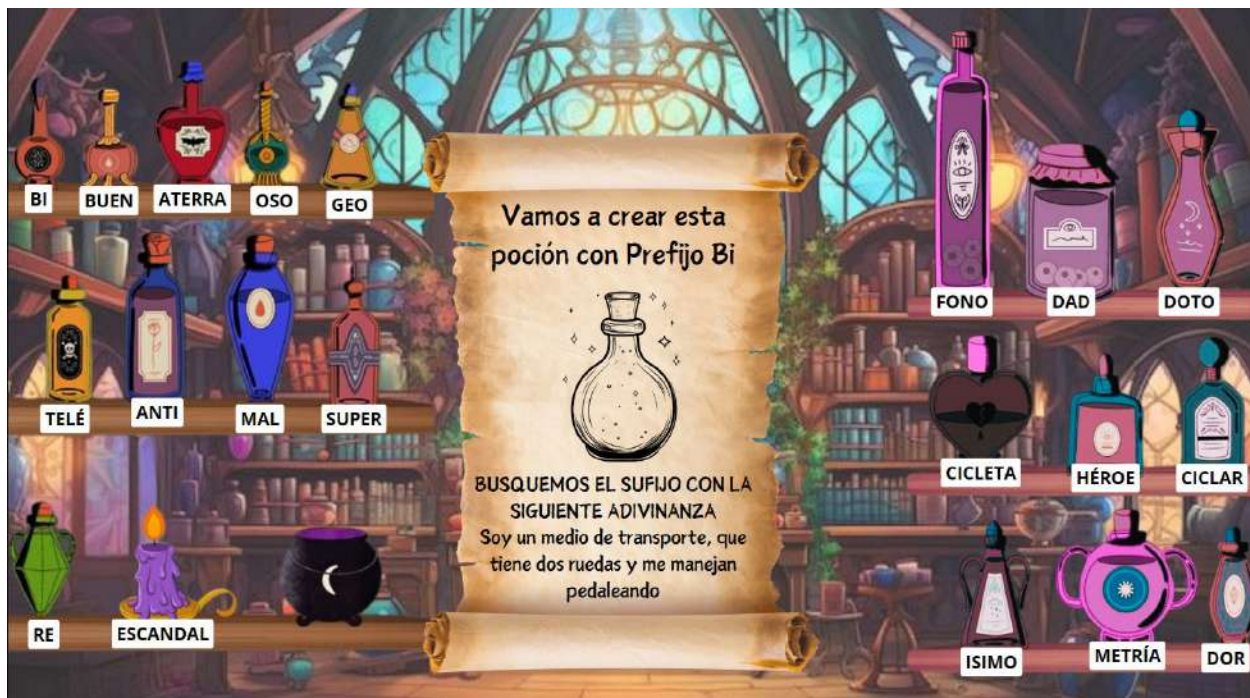 BI
BUEN
ATERRA
OSO
GEO
TELÉ
ANTI
MAL
SUPER
RE
ESCANDAL
Vamos a crear esta
poción con Prefijo Bi
BUSQUEMOS EL SUFIJO CON LA
SIGUIENTE ADIVINANZA
Soy un medio de transporte, que
tiene dos ruedas y me manejan
pedaleando
FONO
DAD
DOTO
CICLETA
HÉROE
CICLAR
ISIMO
METRÍA
DOR